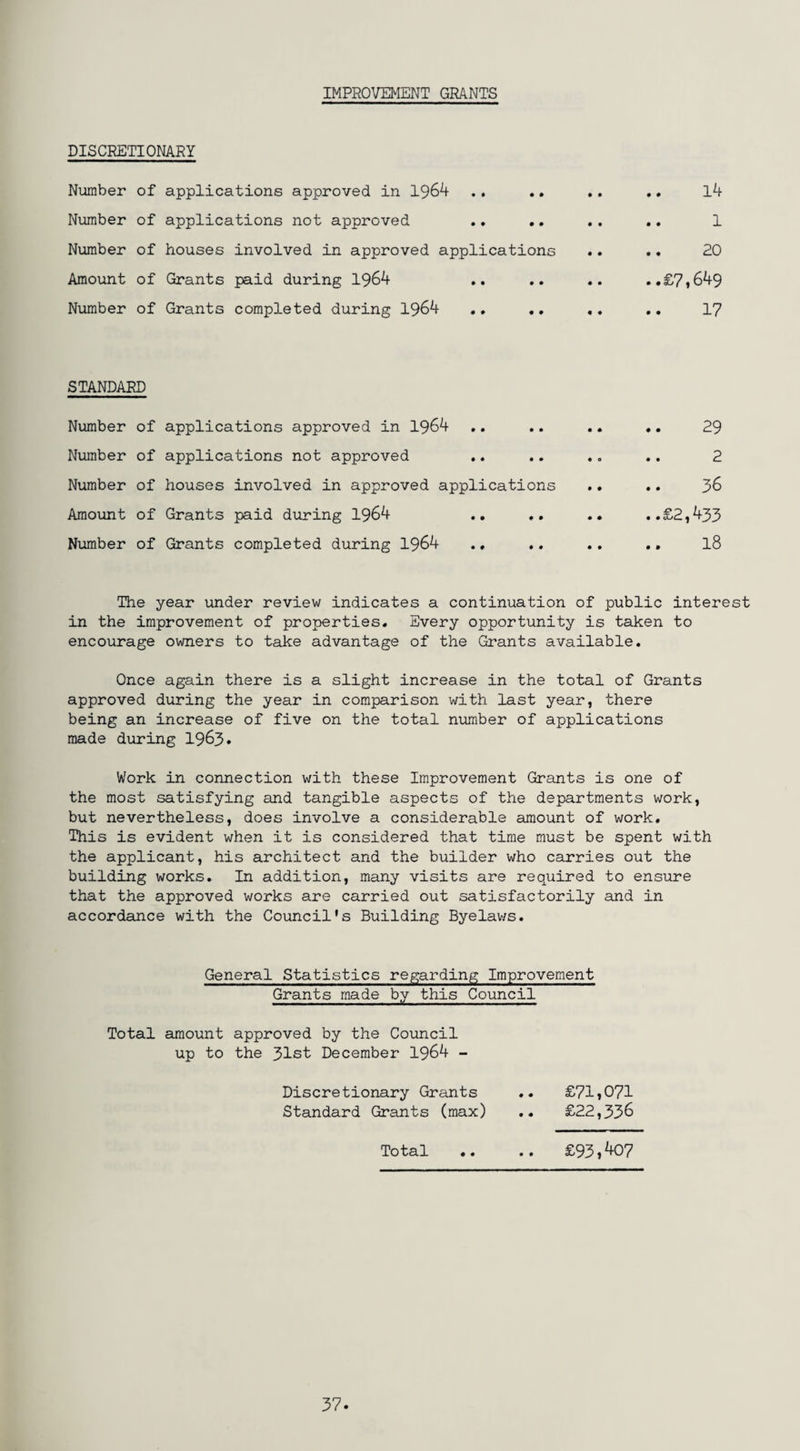 IMPROVEMENT GRANTS
DISCRETIONARY
Number of applications approved in 1964 .. .. .. .. 14
Number of applications not approved .. .. .. .. 1
Number of houses involved in approved applications .. .. 20
Amount of Grants paid during 1964 .. .. .. ..£7,649
Number of Grants completed during 1964 .. .. .. .. 17
STANDARD
Number of applications approved in 1964 .. .. .. .. 29
Number of applications not approved .. .. .. .. 2
Number of houses involved in approved applications .. .. 36
Amount of Grants paid during 1964 .. .. .. ..£2,433
Number of Grants completed during 1964 .. .. .. .. 18
The year under review indicates a continuation of public interest
in the improvement of properties. Every opportunity is taken to
encourage owners to take advantage of the Grants available.
Once again there is a slight increase in the total of Grants
approved during the year in comparison with last year, there
being an increase of five on the total number of applications
made during 1963.
Work in connection with these Improvement Grants is one of
the most satisfying and tangible aspects of the departments work,
but nevertheless, does involve a considerable amount of work.
This is evident when it is considered that time must be spent with
the applicant, his architect and the builder who carries out the
building works. In addition, many visits are required to ensure
that the approved works are carried out satisfactorily and in
accordance with the Council's Building Byelaws.
General Statistics regarding Improvement
Grants made by this Council
Total amount approved by the Council
up to the 31st December 1964 -
Discretionary Grants .. £71,071
Standard Grants (max) .. £22,336
Total .. .. £93,407
37.